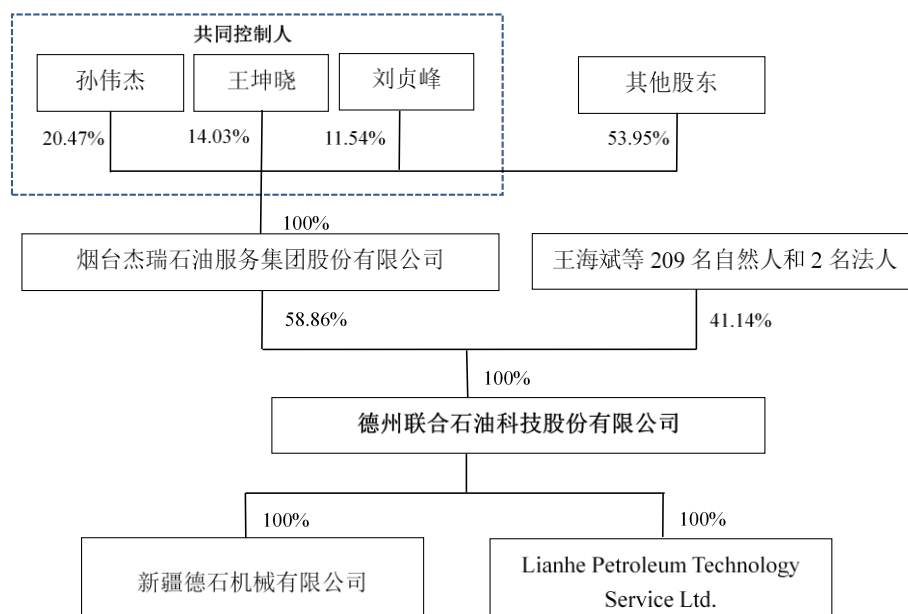 共同控制人
孙伟杰
王坤晓
刘贞峰
其他股东
20.47%
14.03%
11.54%
53.95%
100%
烟台杰瑞石油服务集团股份有限公司
王海斌等 209 名自然人和 2 名法人
58.86%
41.14%
100%
德州联合石油科技股份有限公司
100%
100%
新疆德石机械有限公司
Lianhe Petroleum Technology
Service Ltd.